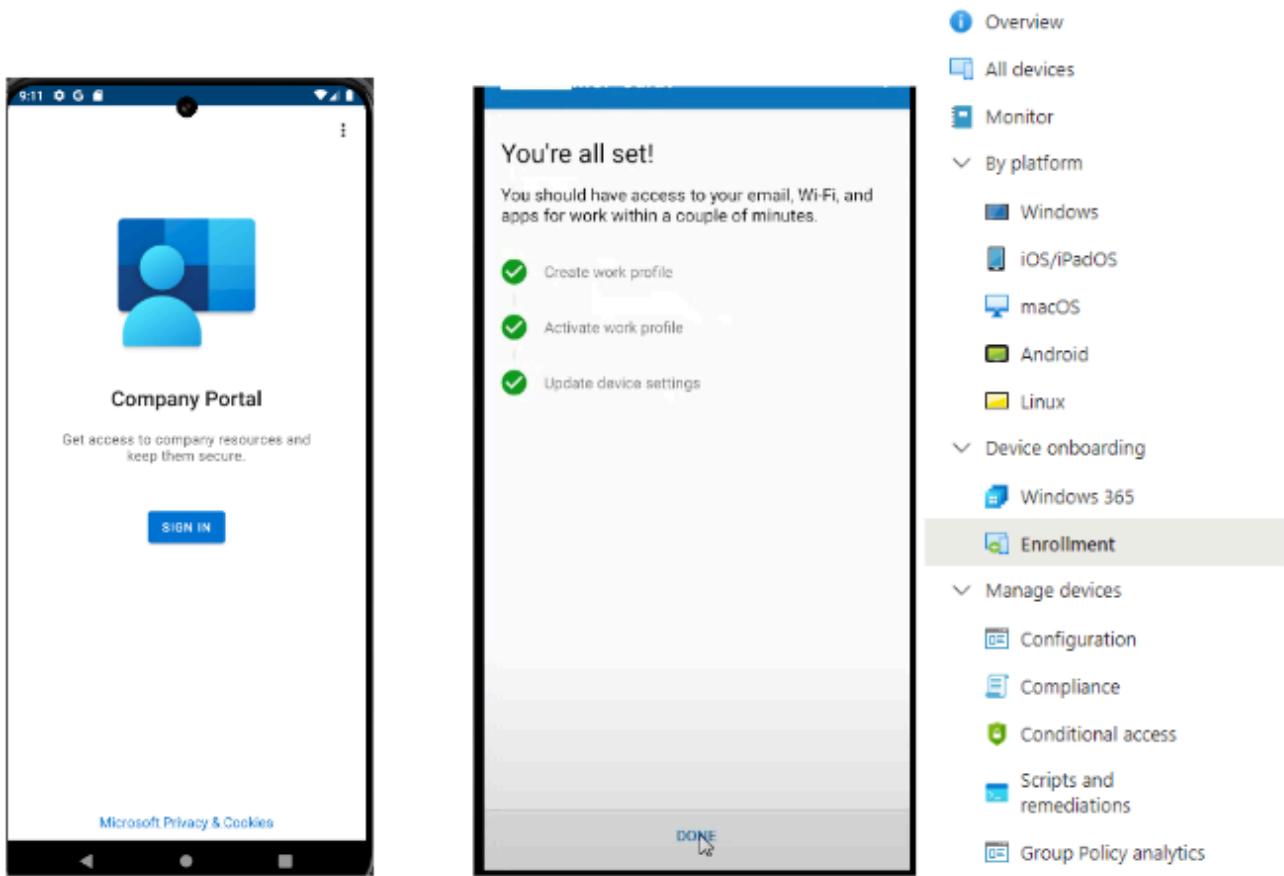 9:11
Company Portal
Get access to company resources and
keep them secure.
SIGN IN
Microsoft Privacy & Cookies
You're all set!
You should have access to your email, Wi-Fi, and
apps for work within a couple of minutes.
Create work profile
Activate work profile
Update device settings
DONE
Overview
All devices
Monitor
By platform
Windows
iOS/iPadOS
macOS
Android
Linux
Device onboarding
Windows 365
Enrollment
Manage devices
Configuration
Compliance
Conditional access
Scripts and
remediations
Group Policy analytics